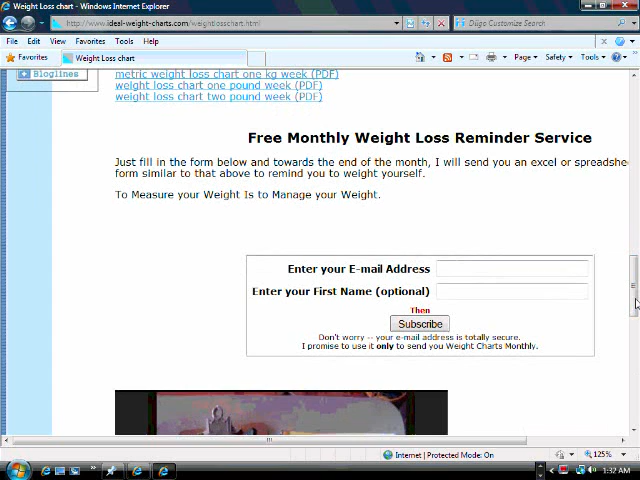 Weight Loss chart - Windows Internet Explorer
http://www.ideal-weight-charts.com/weightlosschart.html
Diigo Customize Search
File Edit View Favorites Tools Help
Favorites Weight Loss chart Page Safety Tools
Bloglines
metric weight loss chart one kg week (PDF)
weight loss chart one pound week (PDF)
weight loss chart two pound week (PDF)
Free Monthly Weight Loss Reminder Service
Just fill in the form below and towards the end of the month, I will send you an excel or spreadshe
form similar to that above to remind you to weight yourself.
To Measure your Weight Is to Manage your Weight.
Enter your E-mail Address
Enter your First Name (optional)
Then
Subscribe
Don't worry -- your e-mail address is totally secure.
I promise to use it only to send you Weight Charts Monthly.
Internet | Protected Mode: On 125%
1:32 AM